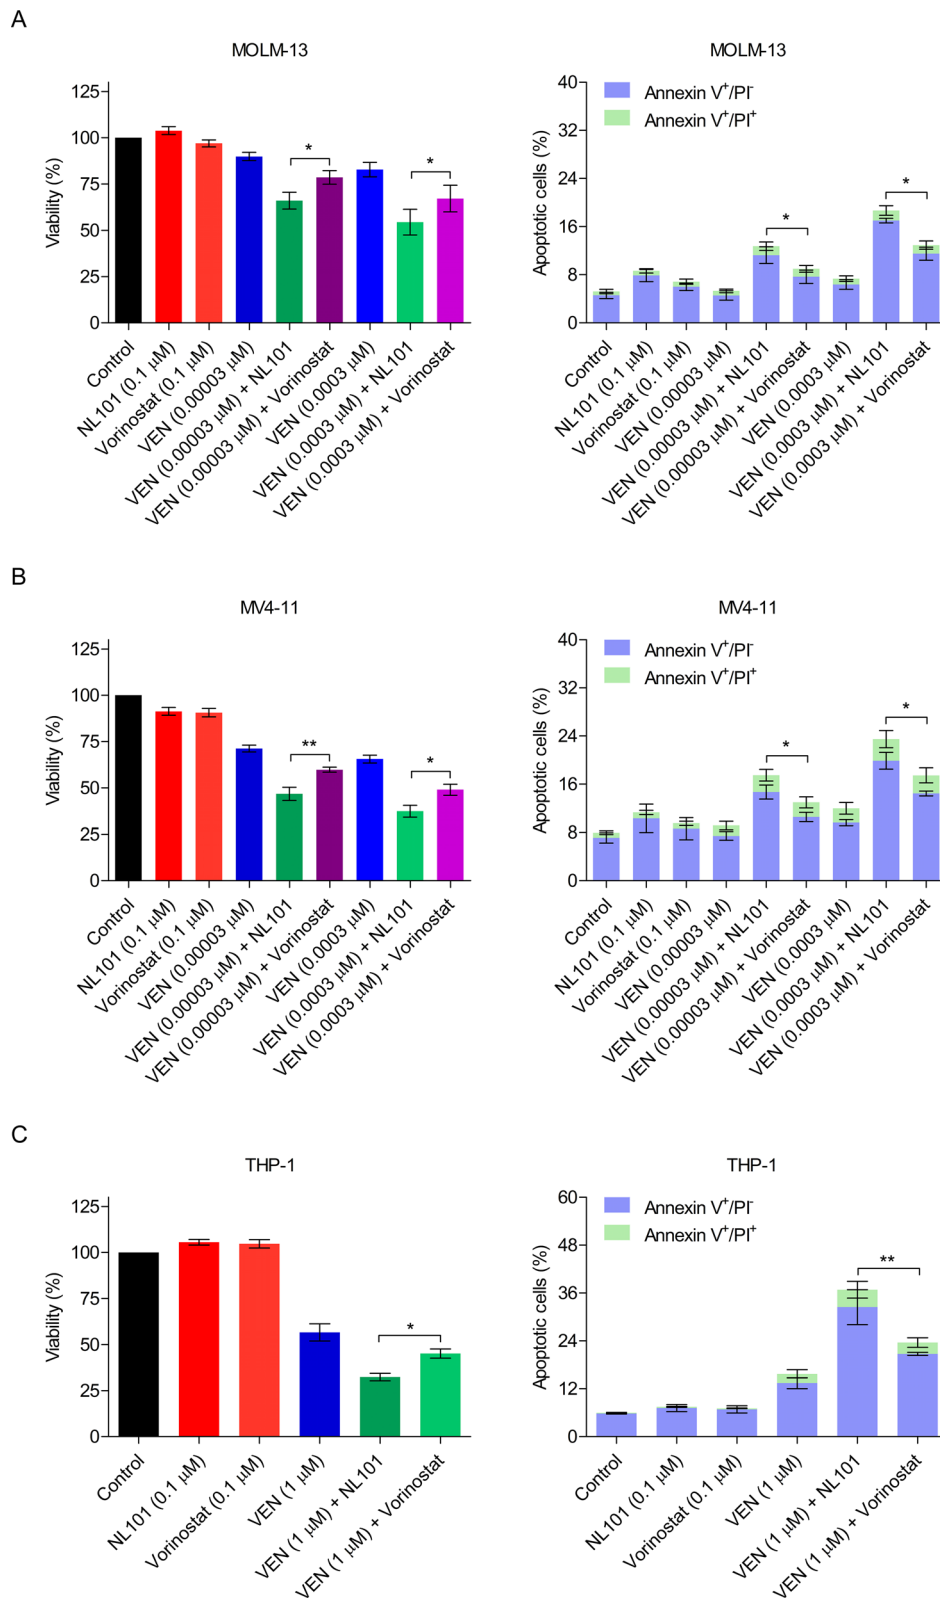 A
MOLM-13
Viability (%)
125
100
75
50
25
0
*
*
Control
NL101 (0.1 μM)
Vorinostat (0.1 μM)
VEN (0.00003 μM)
VEN (0.00003 μM) + NL101
VEN (0.00003 μM) + Vorinostat
VEN (0.0003 μM)
VEN (0.0003 μM) + NL101
VEN (0.0003 μM) + Vorinostat
MOLM-13
Apoptotic cells (%)
40
32
24
16
8
0
Annexin V⁺/PI⁻
Annexin V⁺/PI⁺
*
*
Control
NL101 (0.1 μM)
Vorinostat (0.1 μM)
VEN (0.00003 μM)
VEN (0.00003 μM) + NL101
VEN (0.00003 μM) + Vorinostat
VEN (0.0003 μM)
VEN (0.0003 μM) + NL101
VEN (0.0003 μM) + Vorinostat
B
MV4-11
Viability (%)
125
100
75
50
25
0
**
*
Control
NL101 (0.1 μM)
Vorinostat (0.1 μM)
VEN (0.00003 μM)
VEN (0.00003 μM) + NL101
VEN (0.00003 μM) + Vorinostat
VEN (0.0003 μM)
VEN (0.0003 μM) + NL101
VEN (0.0003 μM) + Vorinostat
MV4-11
Apoptotic cells (%)
40
32
24
16
8
0
Annexin V⁺/PI⁻
Annexin V⁺/PI⁺
*
*
Control
NL101 (0.1 μM)
Vorinostat (0.1 μM)
VEN (0.00003 μM)
VEN (0.00003 μM) + NL101
VEN (0.00003 μM) + Vorinostat
VEN (0.0003 μM)
VEN (0.0003 μM) + NL101
VEN (0.0003 μM) + Vorinostat
C
THP-1
Viability (%)
125
100
75
50
25
0
*
Control
NL101 (0.1 μM)
Vorinostat (0.1 μM)
VEN (1 μM)
VEN (1 μM) + NL101
VEN (1 μM) + Vorinostat
THP-1
Apoptotic cells (%)
60
48
36
24
12
0
Annexin V⁺/PI⁻
Annexin V⁺/PI⁺
**
Control
NL101 (0.1 μM)
Vorinostat (0.1 μM)
VEN (1 μM)
VEN (1 μM) + NL101
VEN (1 μM) + Vorinostat